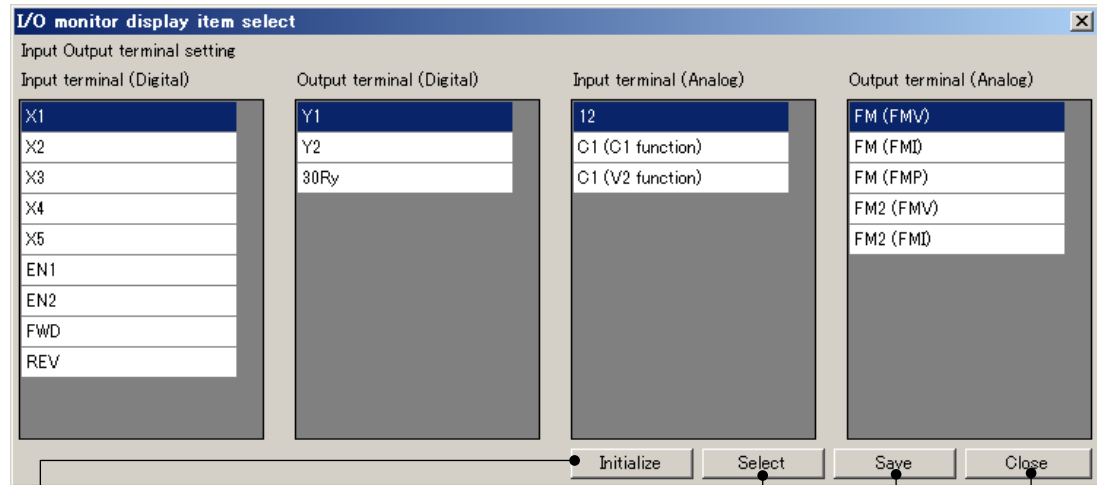 I/O monitor display item select
Input Output terminal setting
Input terminal (Digital)
Output terminal (Digital)
Input terminal (Analog)
Output terminal (Analog)
X1
X2
X3
X4
X5
EN1
EN2
FWD
REV
Y1
Y2
30Ry
12
C1 (C1 function)
C1 (V2 function)
FM (FMV)
FM (FMI)
FM (FMP)
FM2 (FMV)
FM2 (FMI)
Initialize
Select
Save
Close